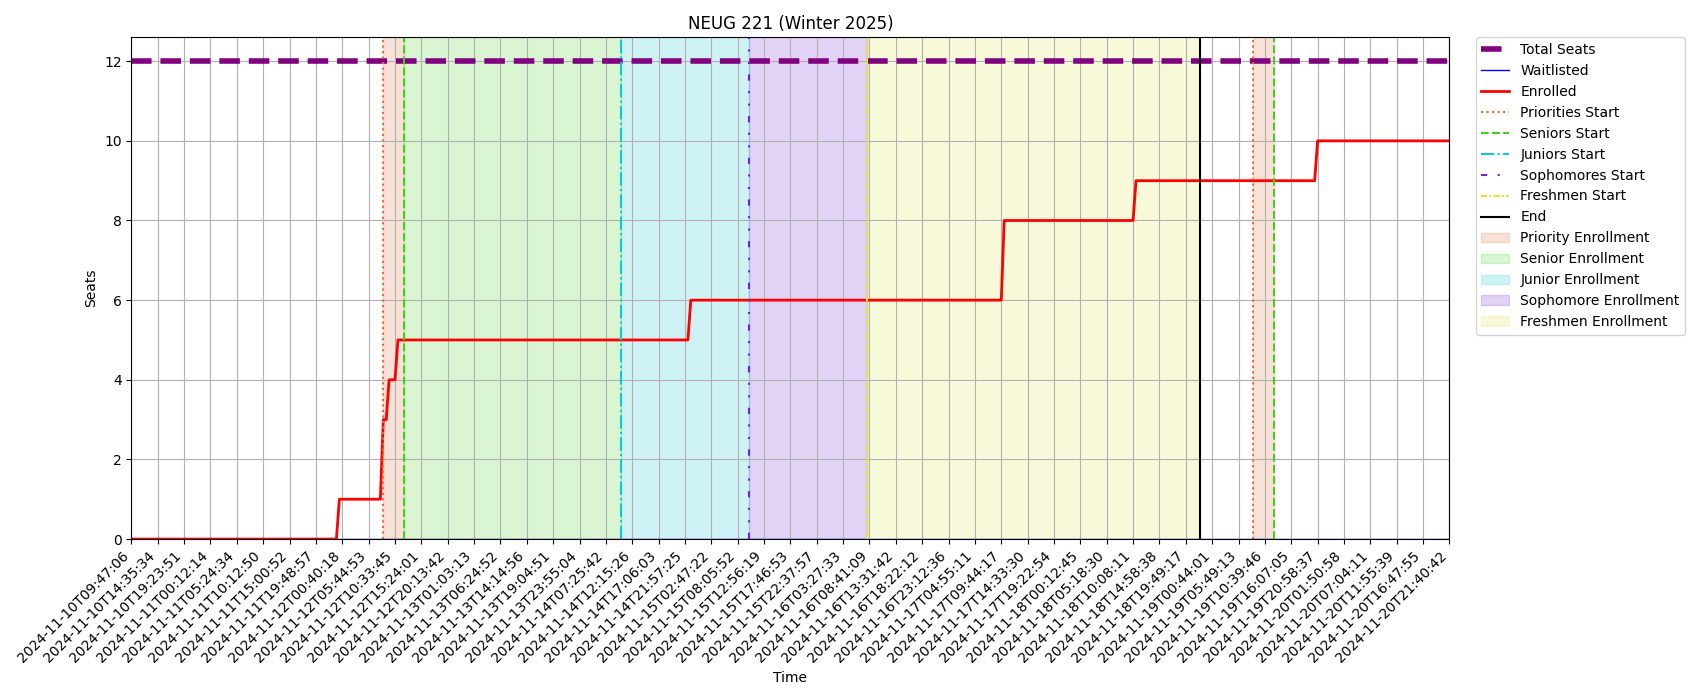 NEUG 221 (Winter 2025)
Seats
12
10
8
6
4
2
0
2024-11-10T09:47:06
2024-11-10T14:35:34
2024-11-10T19:23:51
2024-11-11T00:12:14
2024-11-11T05:24:34
2024-11-11T10:12:50
2024-11-11T15:00:52
2024-11-11T19:48:57
2024-11-12T00:40:18
2024-11-12T05:44:53
2024-11-12T10:33:45
2024-11-12T15:24:01
2024-11-12T20:13:42
2024-11-13T01:03:13
2024-11-13T06:24:52
2024-11-13T14:14:56
2024-11-13T19:04:51
2024-11-13T23:55:04
2024-11-14T07:25:42
2024-11-14T12:15:26
2024-11-14T17:06:03
2024-11-14T21:57:25
2024-11-15T02:47:22
2024-11-15T08:05:52
2024-11-15T12:56:19
2024-11-15T17:46:53
2024-11-15T22:37:57
2024-11-16T03:27:33
2024-11-16T08:41:09
2024-11-16T13:31:42
2024-11-16T18:22:12
2024-11-16T23:12:36
2024-11-17T04:55:11
2024-11-17T09:44:17
2024-11-17T14:33:30
2024-11-17T19:22:54
2024-11-18T00:12:45
2024-11-18T05:18:30
2024-11-18T10:08:11
2024-11-18T14:58:38
2024-11-18T19:49:17
2024-11-19T00:44:01
2024-11-19T05:49:13
2024-11-19T10:39:46
2024-11-19T16:07:05
2024-11-19T20:58:37
2024-11-20T01:50:58
2024-11-20T07:04:11
2024-11-20T11:55:39
2024-11-20T16:47:55
2024-11-20T21:40:42
Time
Total Seats
Waitlisted
Enrolled
Priorities Start
Seniors Start
Juniors Start
Sophomores Start
Freshmen Start
End
Priority Enrollment
Senior Enrollment
Junior Enrollment
Sophomore Enrollment
Freshmen Enrollment